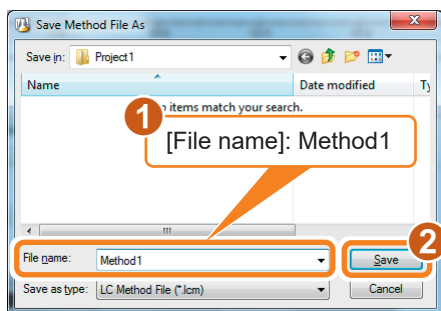 Save Method File As
Save in: Project1
Name Date modified
items match your search.
1
[File name]: Method1
2
File name: Method1 Save
Save as type: LC Method File (*.lcm) Cancel